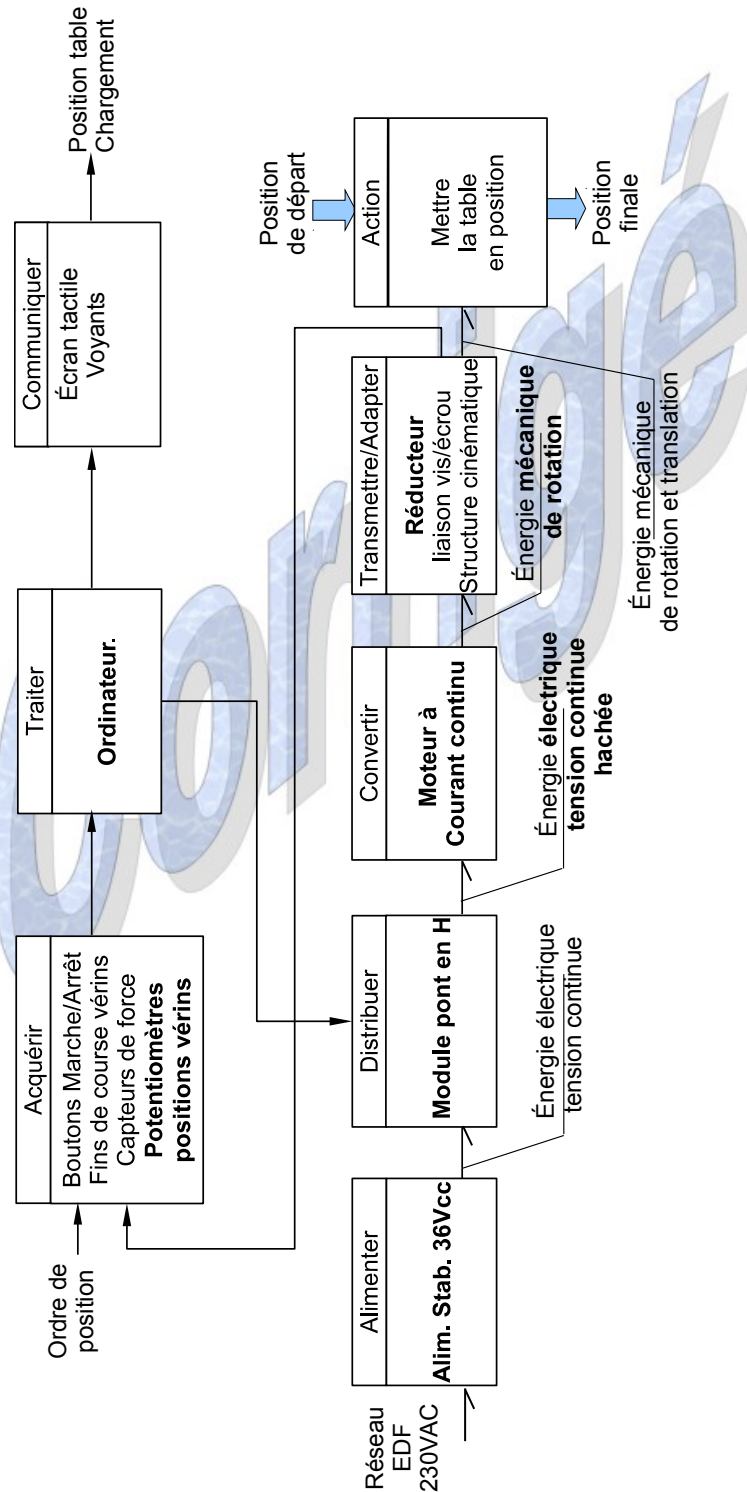 Ordre de
position
Acquérir
Boutons Marche/Arrêt
Fins de course vérins
Capteurs de force
Potentiomètres
positions vérins
Traiter
Ordinateur.
Communiquer
Écran tactile
Voyants
Position table
Chargement
Réseau
EDF
230VAC
Alimenter
Alim. Stab. 36Vcc
Énergie électrique
tension continue
Distribuer
Module pont en H
Énergie électrique
tension continue
hachée
Convertir
Moteur à
Courant continu
Énergie mécanique
de rotation
Transmettre/Adapter
Réducteur
liaison vis/écrou
Structure cinématique
Énergie mécanique
de rotation et translation
Position
de départ
Action
Mettre
la table
en position
Position
finale
Corrigé